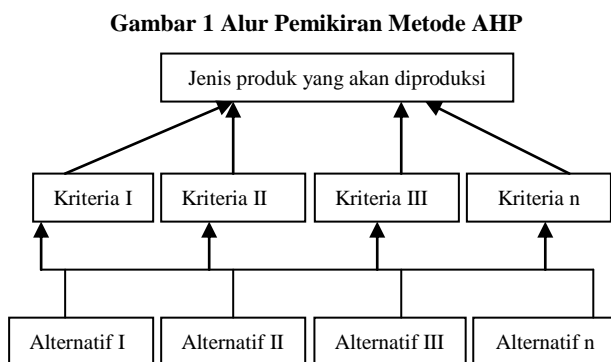 Gambar 1 Alur Pemikiran Metode AHP
Jenis produk yang akan diproduksi
Kriteria I
Kriteria II
Kriteria III
Kriteria n
Alternatif I
Alternatif II
Alternatif III
Alternatif n